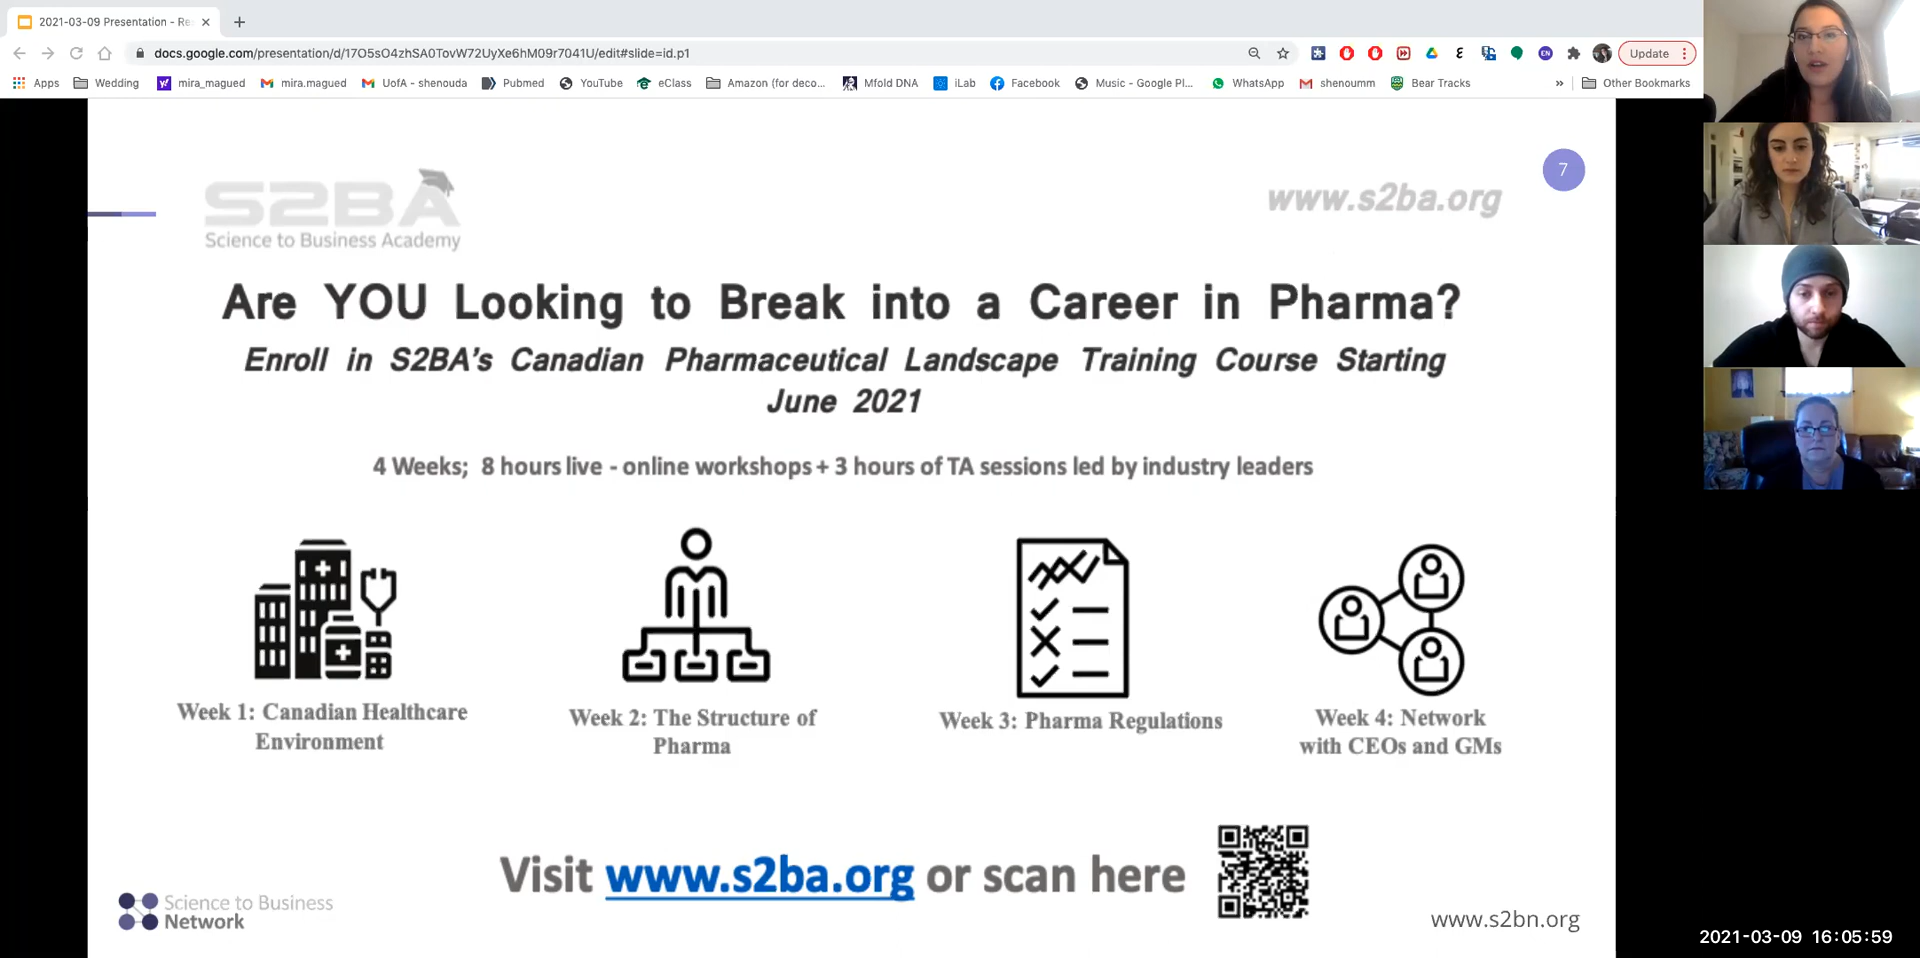 2021-03-09 Presentation - Re
docs.google.com/presentation/d/17O5sO4zhSA0TovW72UyXe6hM09r7041U/edit#slide=id.p1
EN
Update
Apps
Wedding
mira_magued
mira.magued
UofA - shenouda
Pubmed
YouTube
eClass
Amazon (for deco...
Mfold DNA
iLab
Facebook
Music - Google Pl...
WhatsApp
shenoumm
Bear Tracks
»
Other Bookmarks
7
S2BA
Science to Business Academy
www.s2ba.org
Are YOU Looking to Break into a Career in Pharma?
Enroll in S2BA's Canadian Pharmaceutical Landscape Training Course Starting
June 2021
4 Weeks; 8 hours live - online workshops + 3 hours of TA sessions led by industry leaders
Week 1: Canadian Healthcare
Environment
Week 2: The Structure of
Pharma
Week 3: Pharma Regulations
Week 4: Network
with CEOs and GMs
Visit www.s2ba.org or scan here
Science to Business
Network
www.s2bn.org
2021-03-09 16:05:59